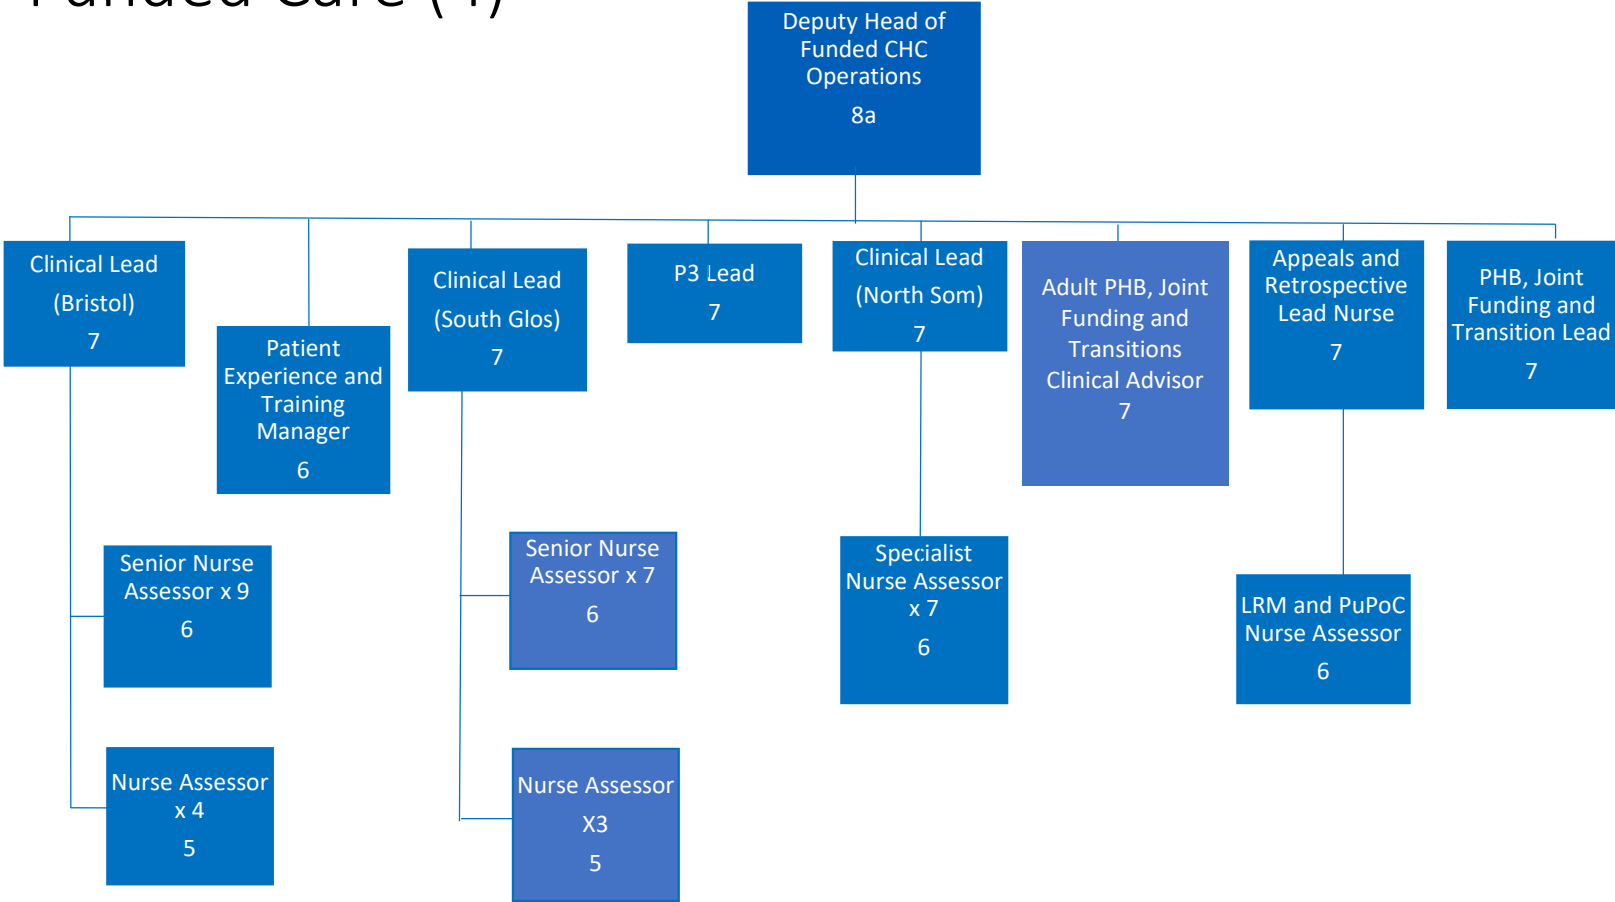 Funded Care (4)
Deputy Head of
Funded CHC
Operations
8a
Clinical Lead
(Bristol)
7
Patient
Experience and
Training
Manager
6
Clinical Lead
(South Glos)
7
P3 Lead
7
Clinical Lead
(North Som)
7
Adult PHB, Joint
Funding and
Transitions
Clinical Advisor
7
Appeals and
Retrospective
Lead Nurse
7
PHB, Joint
Funding and
Transition Lead
7
Senior Nurse
Assessor x 9
6
Senior Nurse
Assessor x 7
6
Specialist
Nurse Assessor
x 7
6
LRM and PuPoC
Nurse Assessor
6
Nurse Assessor
x 4
5
Nurse Assessor
X3
5